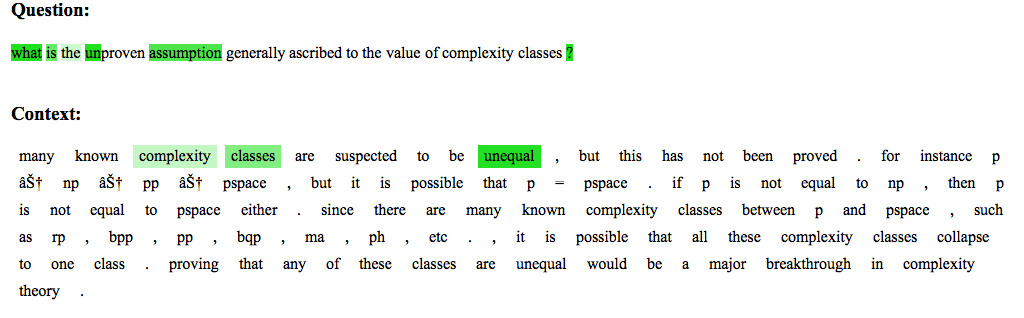 Question:
what is the unproven assumption generally ascribed to the value of complexity classes ?
Context:
many known complexity classes are suspected to be unequal , but this has not been proved . for instance p
âŠ† np âŠ† pp âŠ† pspace , but it is possible that p = pspace . if p is not equal to np , then p
is not equal to pspace either . since there are many known complexity classes between p and pspace , such
as rp , bpp , pp , bqp , ma , ph , etc . , it is possible that all these complexity classes collapse
to one class . proving that any of these classes are unequal would be a major breakthrough in complexity
theory .